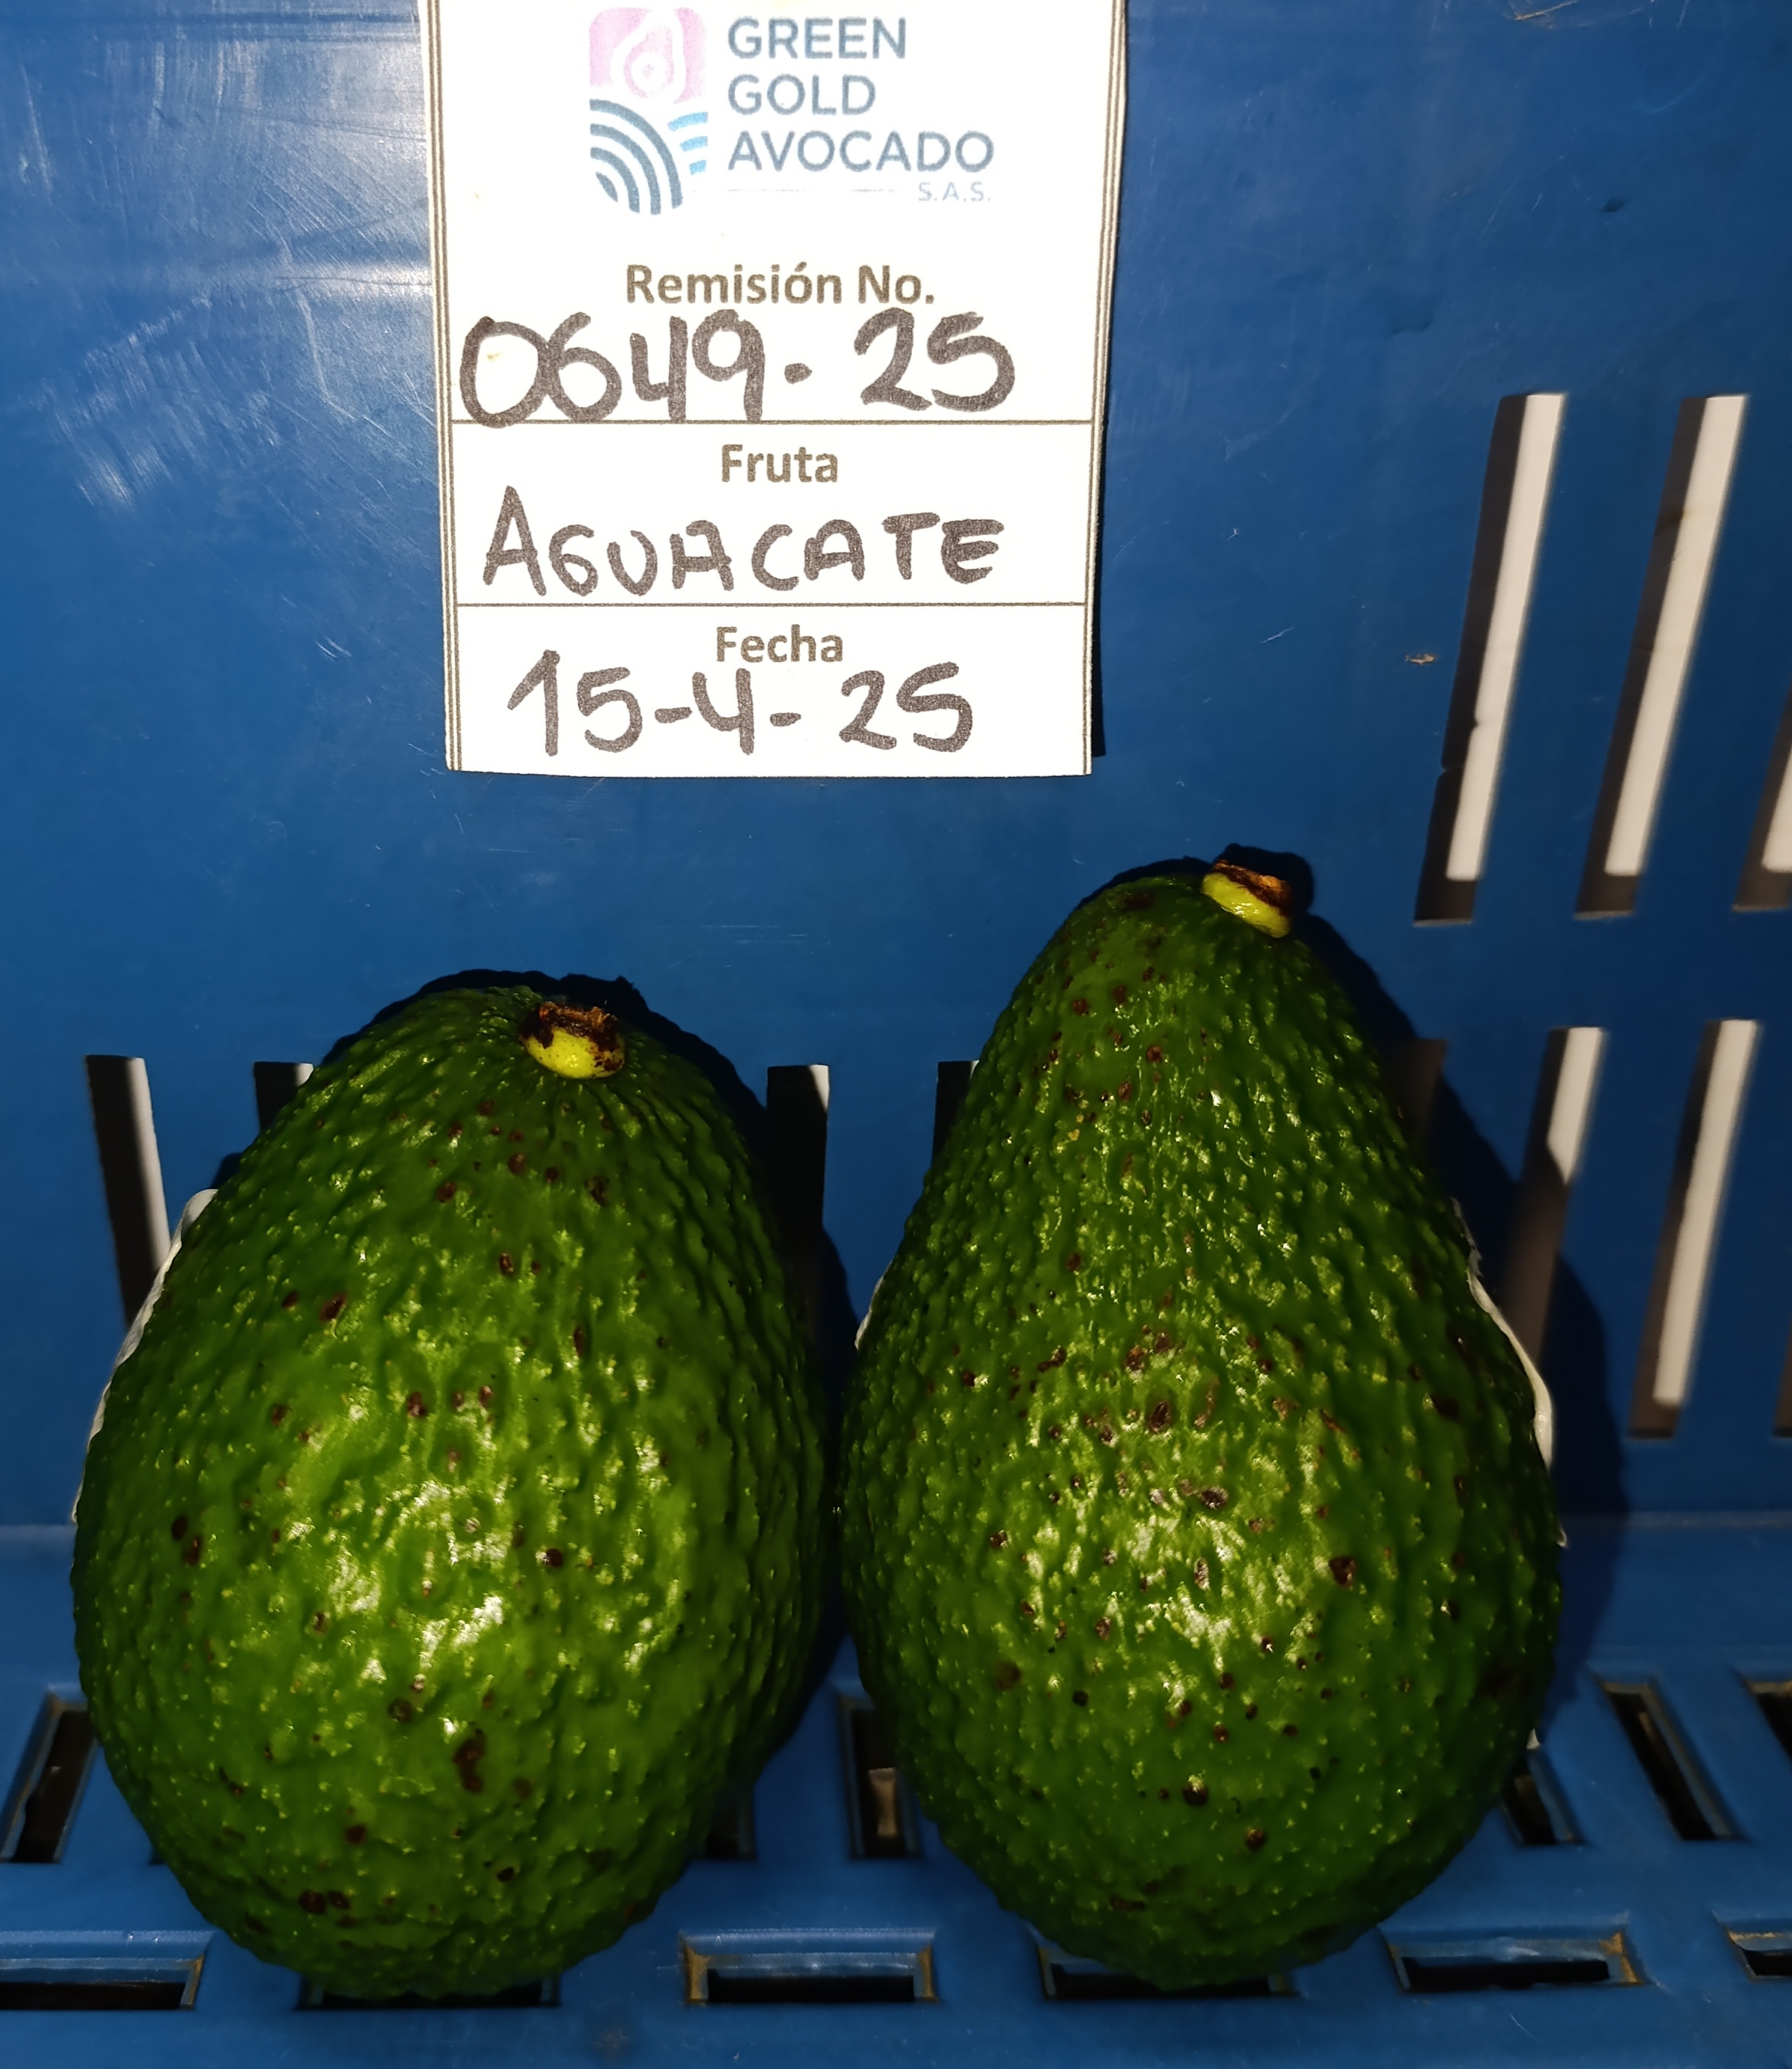 GREEN
GOLD
AVOCADO
S.A.S.
Remisión No.
0649-25
Fruta
AGUACATE
Fecha
15-4-25